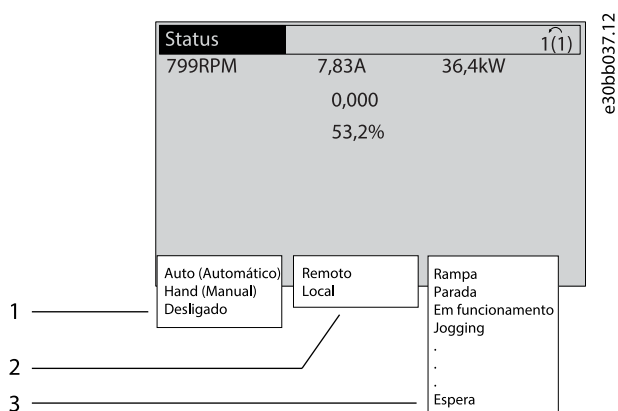 Status 1(1)
799RPM 7,83A 36,4kW
0,000
53,2%
Auto (Automático)
Hand (Manual)
Desligado
Remoto
Local
Rampa
Parada
Em funcionamento
Jogging
.
.
.
Espera
1
2
3
e30bb037.12